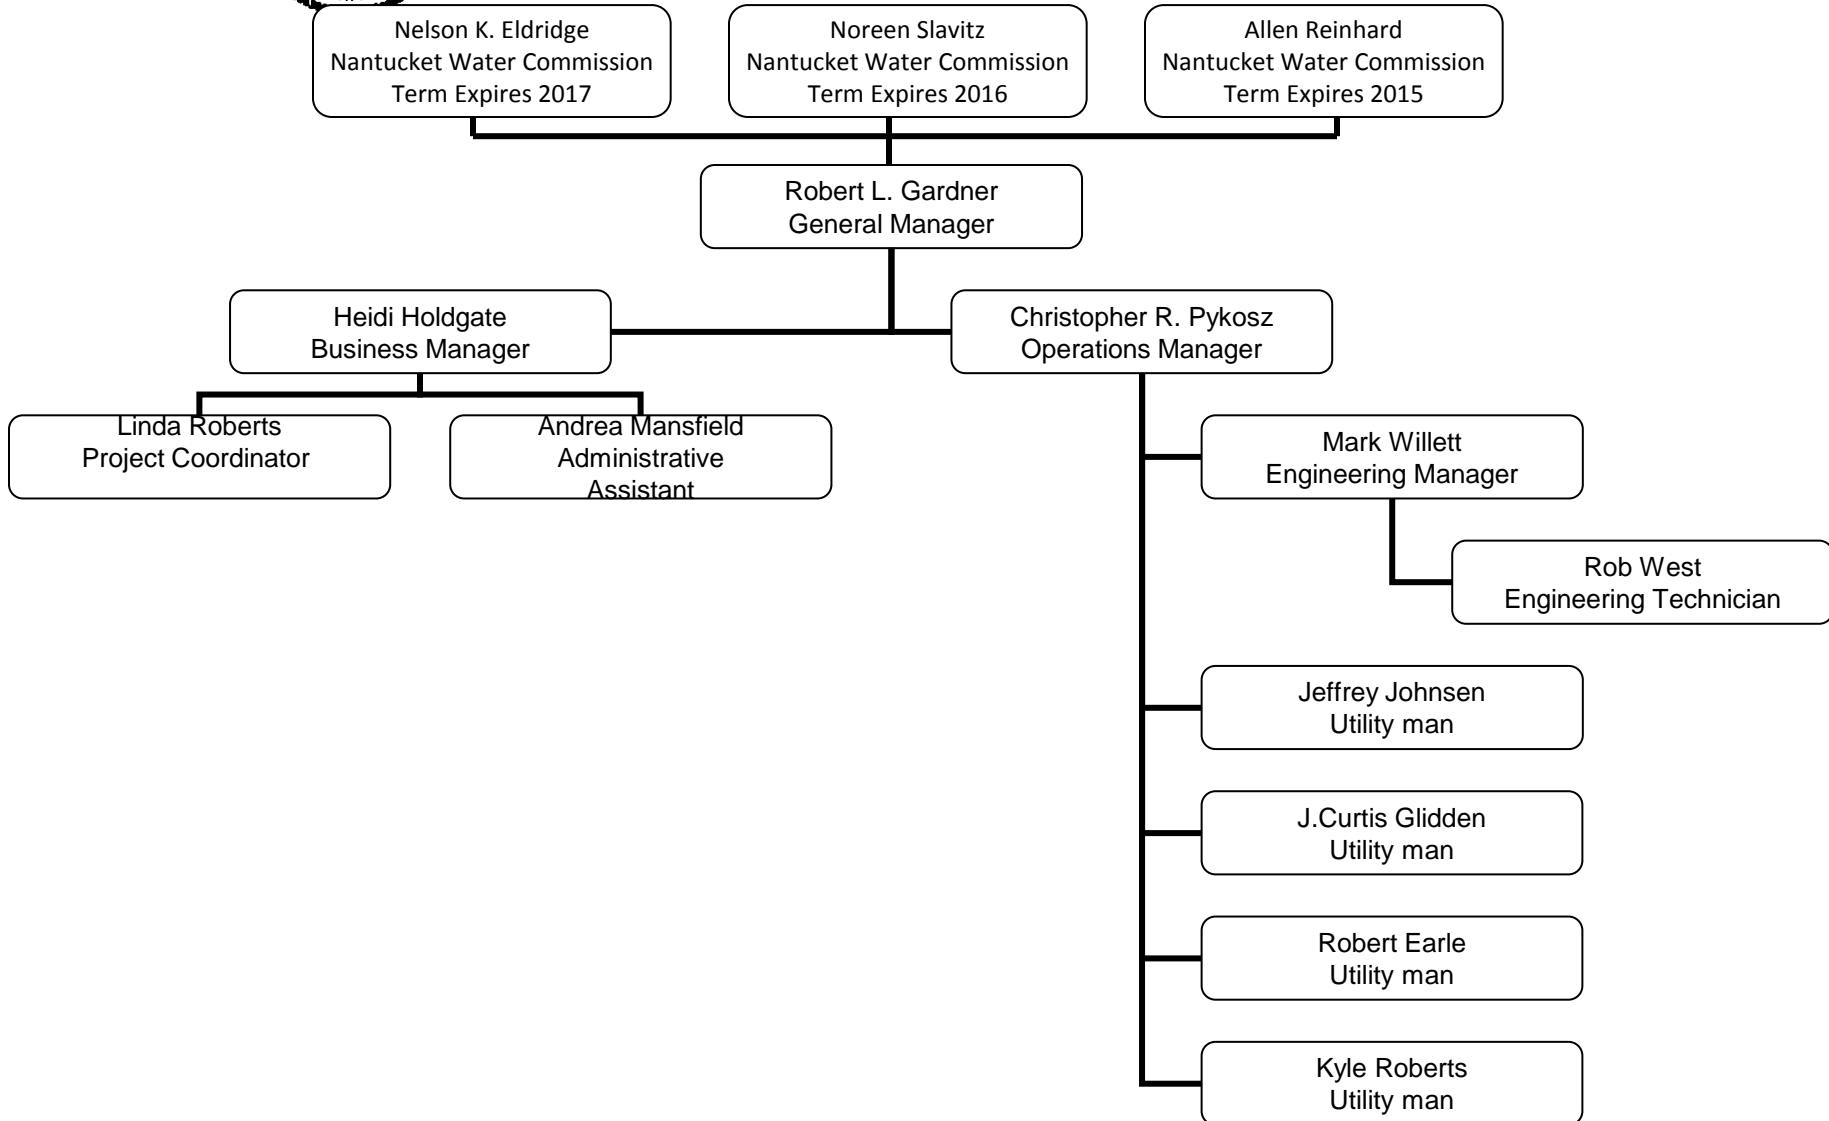 Nelson K. Eldridge
Nantucket Water Commission
Term Expires 2017
Noreen Slavitz
Nantucket Water Commission
Term Expires 2016
Allen Reinhard
Nantucket Water Commission
Term Expires 2015
Robert L. Gardner
General Manager
Heidi Holdgate
Business Manager
Christopher R. Pykosz
Operations Manager
Linda Roberts
Project Coordinator
Andrea Mansfield
Administrative
Assistant
Mark Willett
Engineering Manager
Rob West
Engineering Technician
Jeffrey Johnsen
Utility man
J.Curtis Glidden
Utility man
Robert Earle
Utility man
Kyle Roberts
Utility man